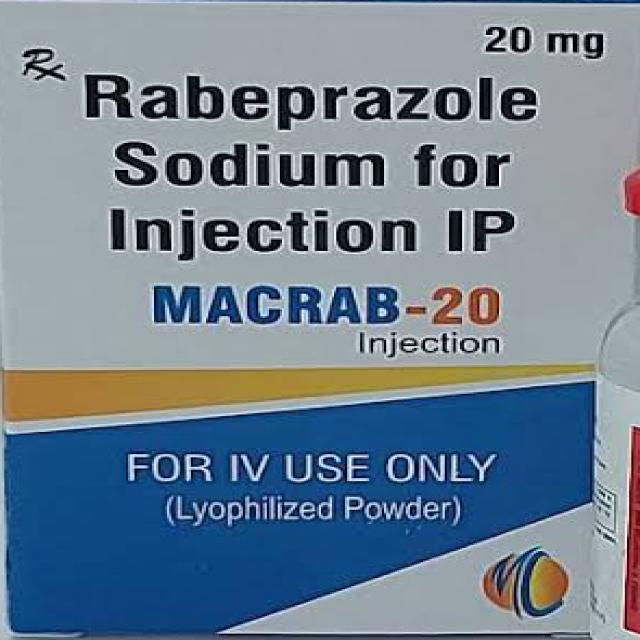 20 mg
Rx
Rabeprazole
Sodium for
Injection IP
MACRAB-20
Injection
FOR IV USE ONLY
(Lyophilized Powder)